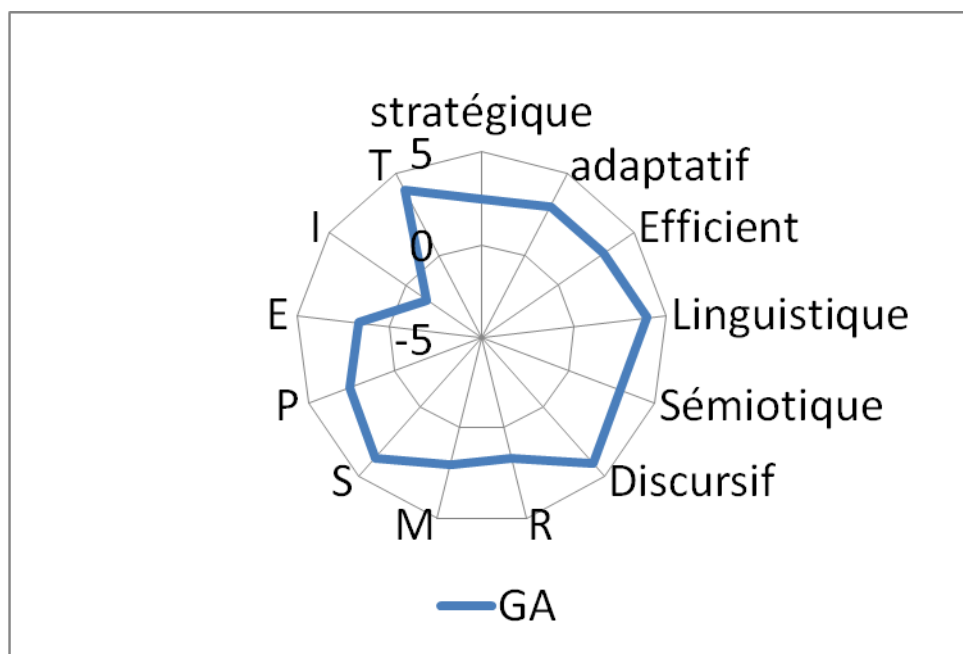 stratégique
5
T
adaptatif
I
Efficient
0
E
Linguistique
-5
P
Sémiotique
S
Discursif
M
R
GA